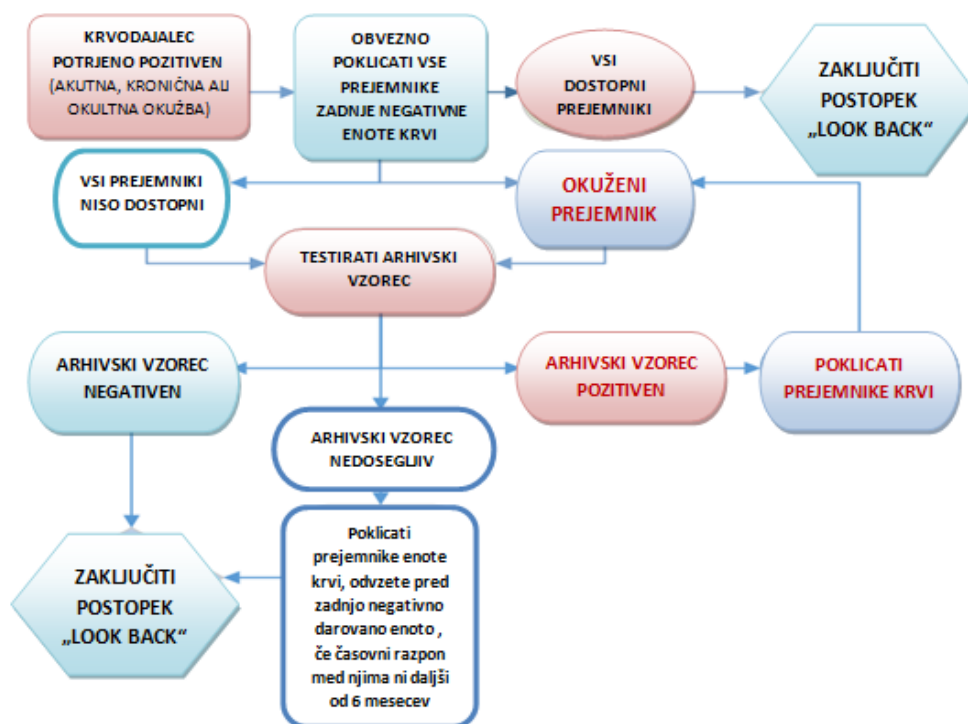 KRVODAJALEC
POTRJENO POZITIVEN
(AKUTNA, KRONIČNA ALI
OKULTNA OKUŽBA)
OBVEZNO
POKLICATI VSE
PREJEMNIKE
ZADNJE NEGATIVNE
ENOTE KRVI
VSI
DOSTOPNI
PREJEMNIKI
ZAKLJUČITI
POSTOPEK
„LOOK BACK“
VSI PREJEMNIKI
NISO DOSTOPNI
OKUŽENI
PREJEMNIK
TESTIRATI ARHIVSKI
VZOREC
ARHIVSKI VZOREC
NEGATIVEN
ARHIVSKI VZOREC
POZITIVEN
POKLICATI
PREJEMNIKE KRVI
ARHIVSKI VZOREC
NEDOSEGLJIV
Poklicati
prejemnike enote
krvi, odvzete pred
zadnjo negativno
darovano enoto ,
če časovni razpon
med njima ni daljši
od 6 mesecev
ZAKLJUČITI
POSTOPEK
„LOOK BACK“